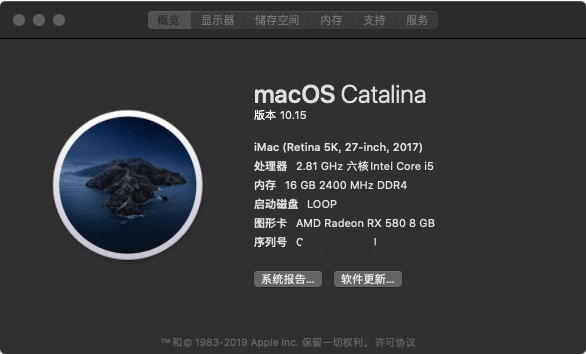 概览 显示器 储存空间 内存 支持 服务
macOS Catalina
版本 10.15
iMac (Retina 5K, 27-inch, 2017)
处理器 2.81 GHz 六核Intel Core i5
内存 16 GB 2400 MHz DDR4
启动磁盘 LOOP
图形卡 AMD Radeon RX 580 8 GB
序列号 C
系统报告... 软件更新...
™和© 1983-2019 Apple Inc. 保留一切权利。许可协议